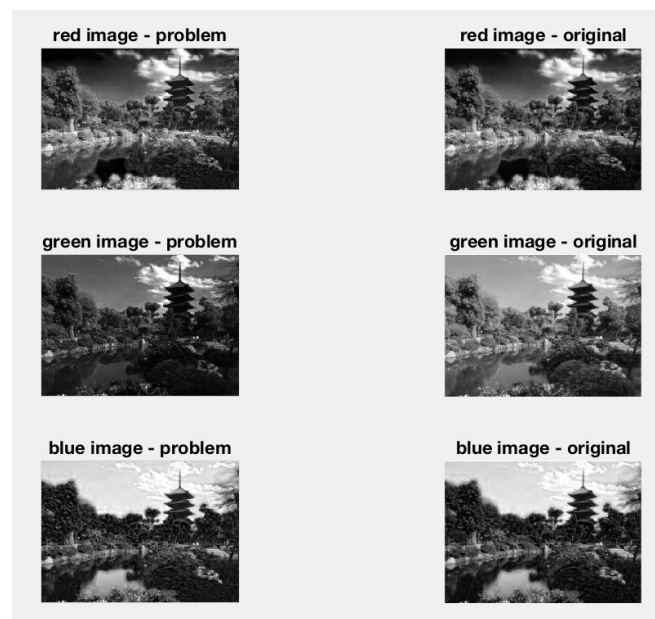 red image - problem
red image - original
green image - problem
green image - original
blue image - problem
blue image - original